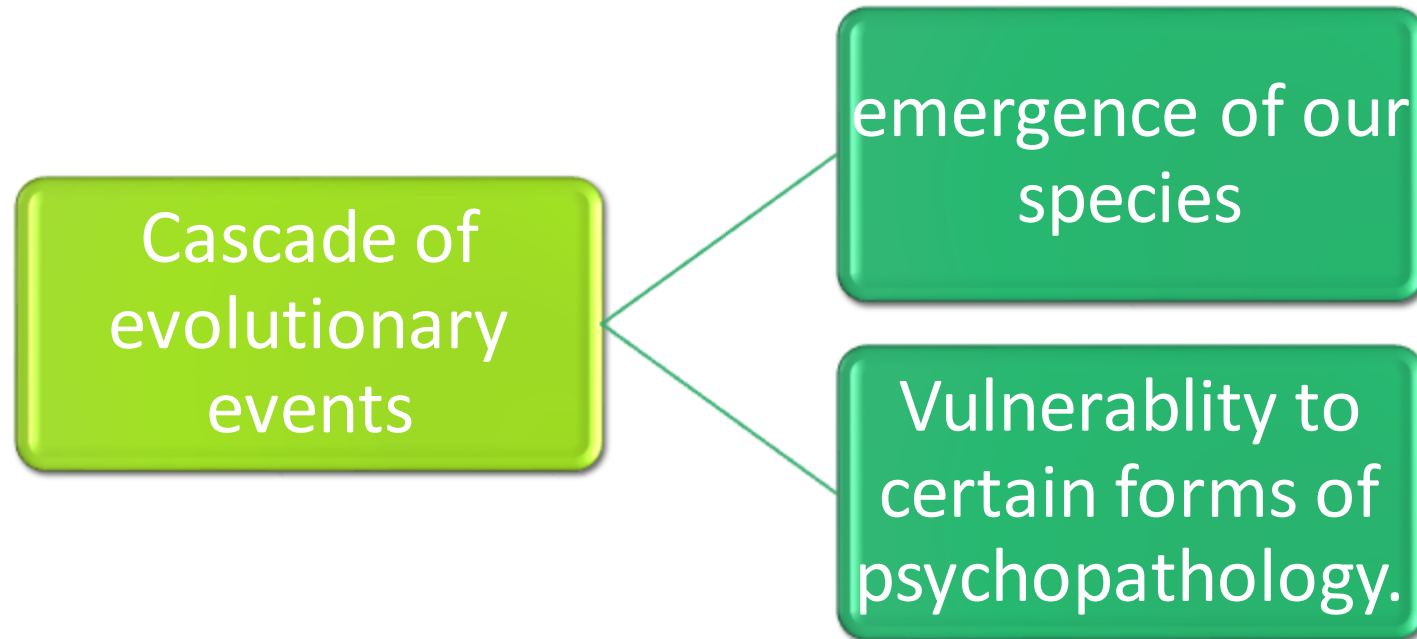 Cascade of
evolutionary
events
emergence of our
species
Vulnerablity to
certain forms of
psychopathology.